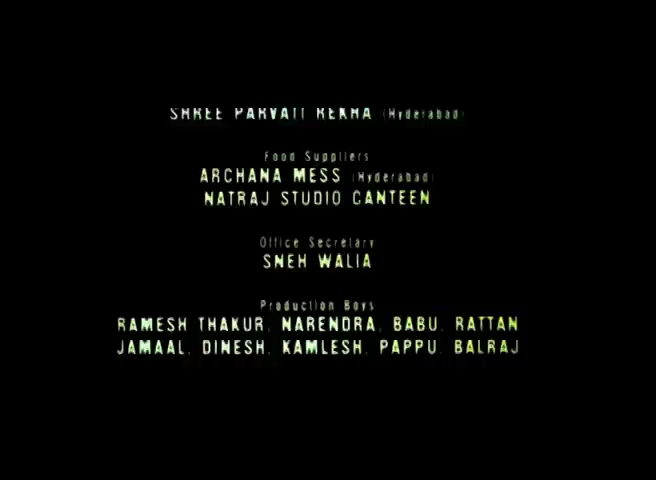 SHREE PARVATI REKHA (Hyderabad)
Food Suppliers
ARCHANA MESS (Hyderabad)
NATRAJ STUDIO CANTEEN
Office Secretary
SNEH WALIA
Production Boys
RAMESH THAKUR, NARENDRA, BABU, RATTAN
JAMAAL, DINESH, KAMLESH, PAPPU, BALRAJ